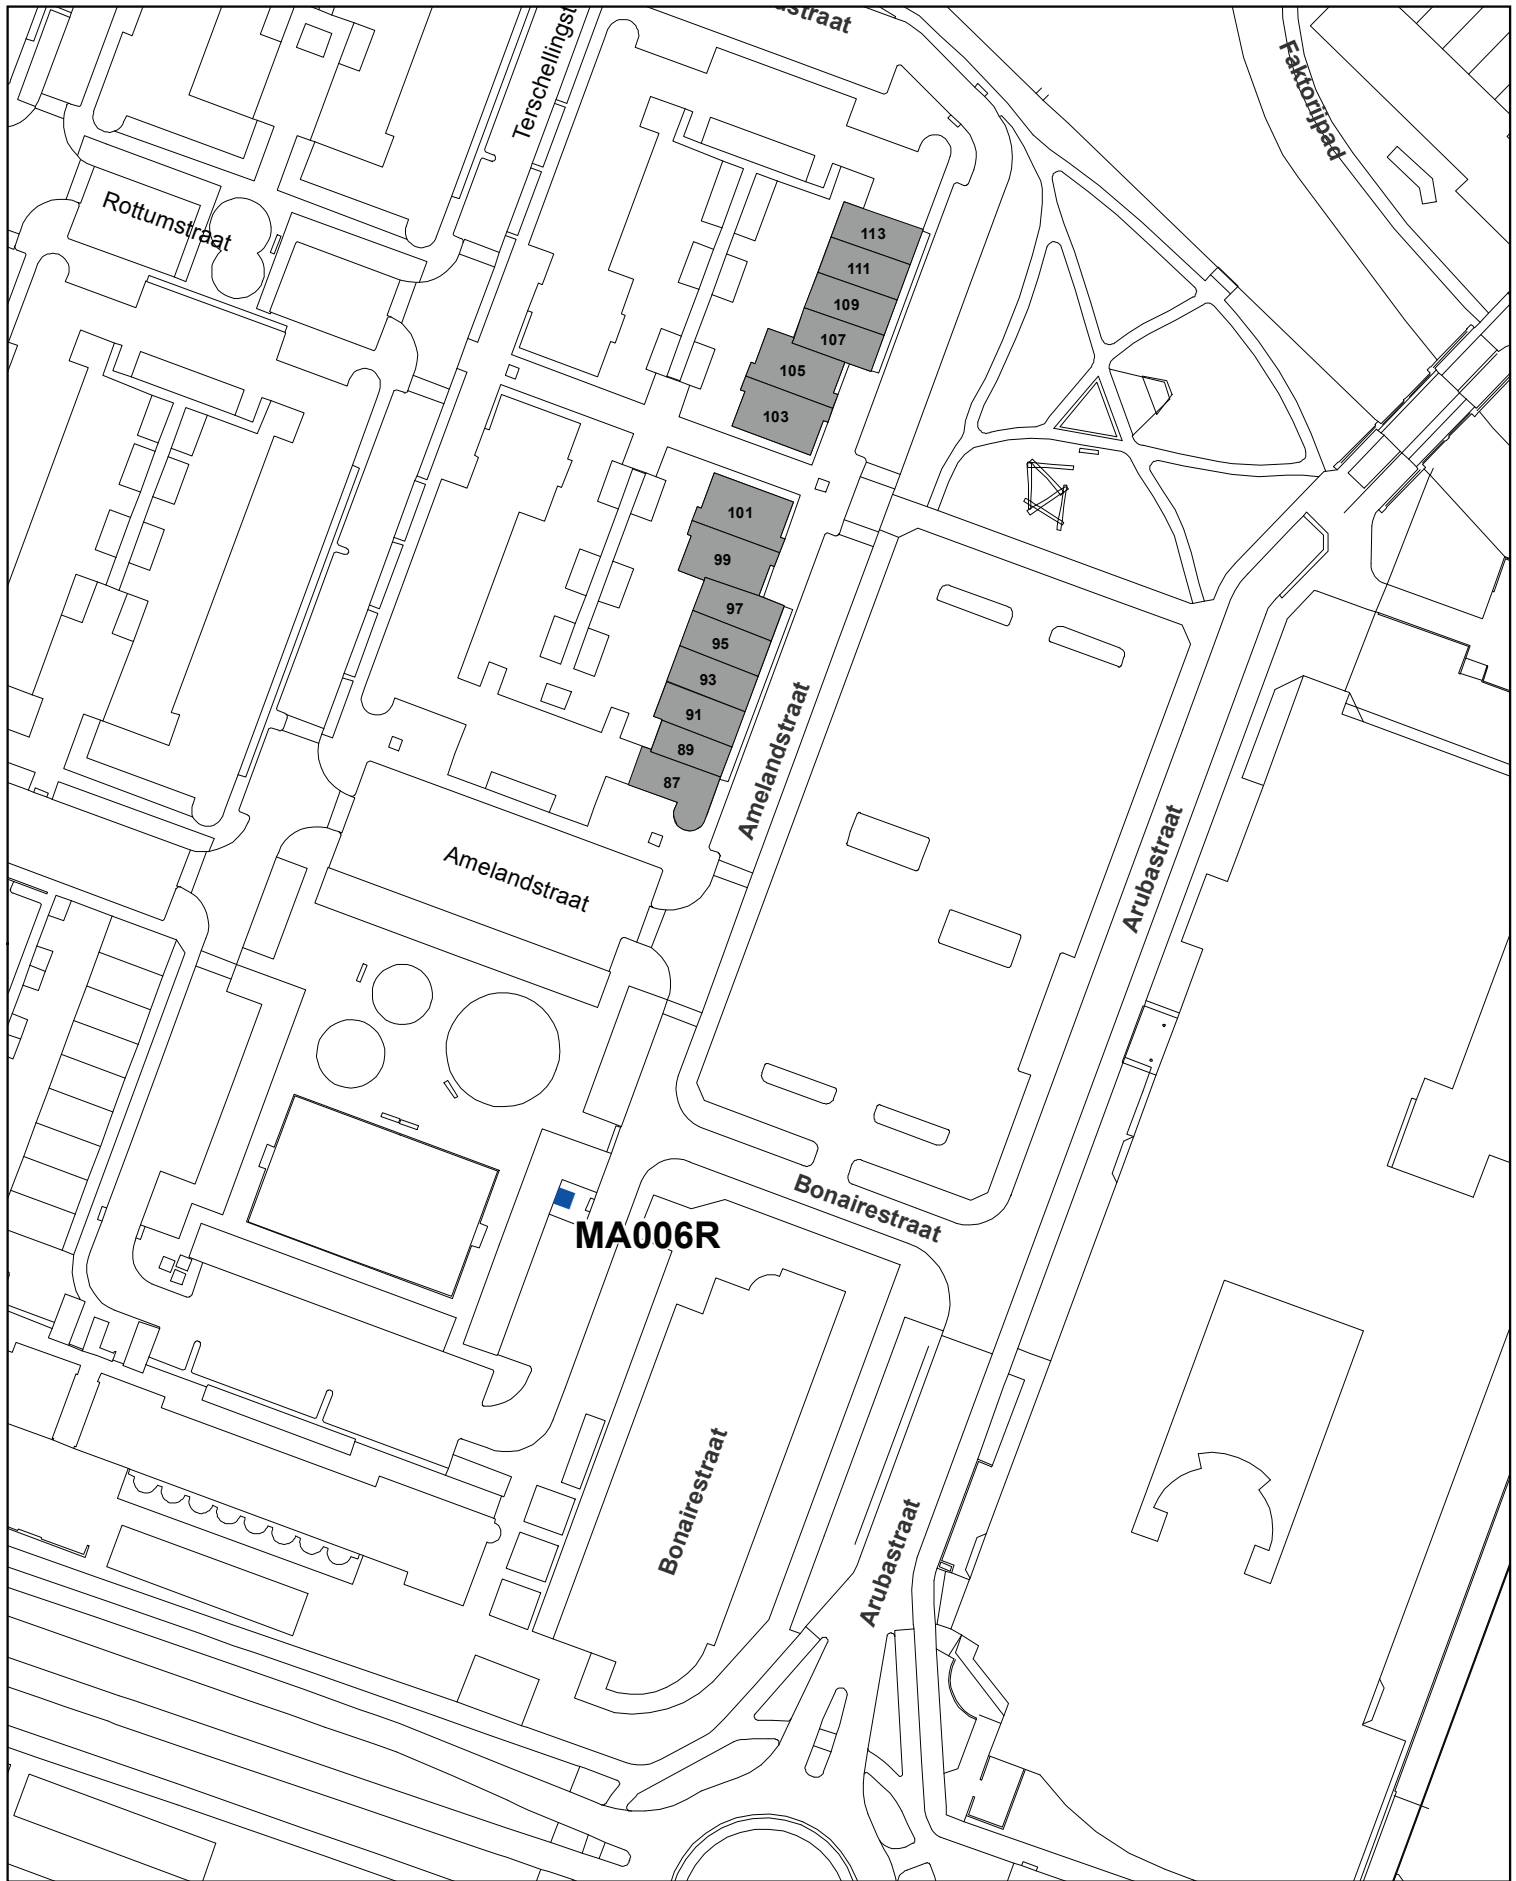 straat
Terschellingst
Faktorijpad
Rottumstraat
113
111
109
107
105
103
101
99
97
95
93
91
89
87
Amelandstraat
Amelandstraat
Arubastraat
Bonairestraat
MA006R
Bonairestraat
Arubastraat